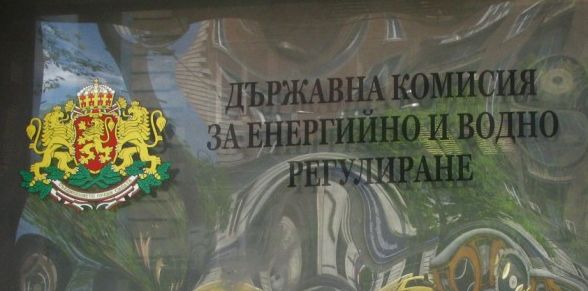 ДЪРЖАВНА КОМИСИЯ
ЗА ЕНЕРГИЙНО И ВОДНО
РЕГУЛИРАНЕ